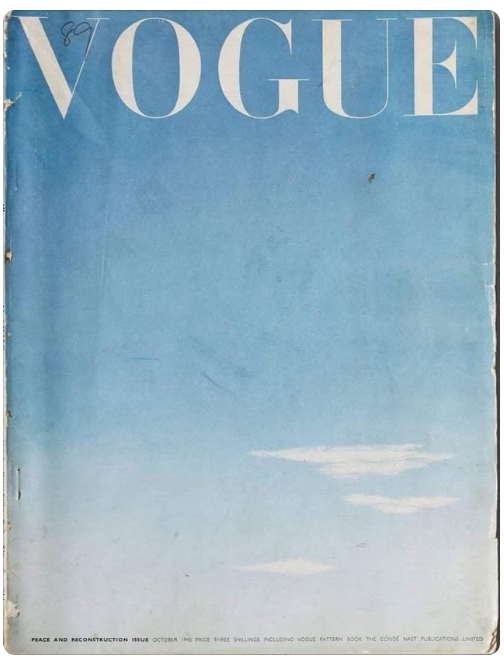 VOGUE
89
PEACE AND RECONSTRUCTION ISSUE OCTOBER 1945 PRICE THREE SHILLINGS INCLUDING VOGUE PATTERN BOOK THE CONDÉ NAST PUBLICATIONS LIMITED